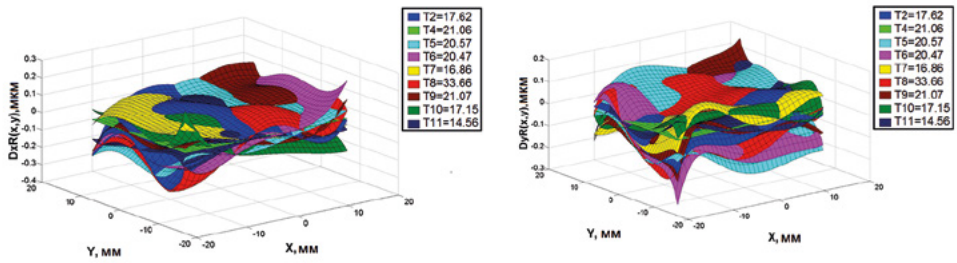 T2=17.62
T4=21.06
T5=20.57
T6=20.47
T7=16.86
T8=33.66
T9=21.07
T10=17.15
T11=14.56
DxR(x,y),МКМ
0.3
0.2
0.1
0
-0.1
-0.2
-0.3
-0.4
20
10
0
-10
-20
Y, мм
-20
-10
0
10
20
X, мм
T2=17.62
T4=21.06
T5=20.57
T6=20.47
T7=16.86
T8=33.66
T9=21.07
T10=17.15
T11=14.56
DyR(x,y),МКМ
0.2
0.1
0
-0.1
-0.2
-0.3
20
10
0
-10
-20
Y, мм
-20
-10
0
10
20
X, мм